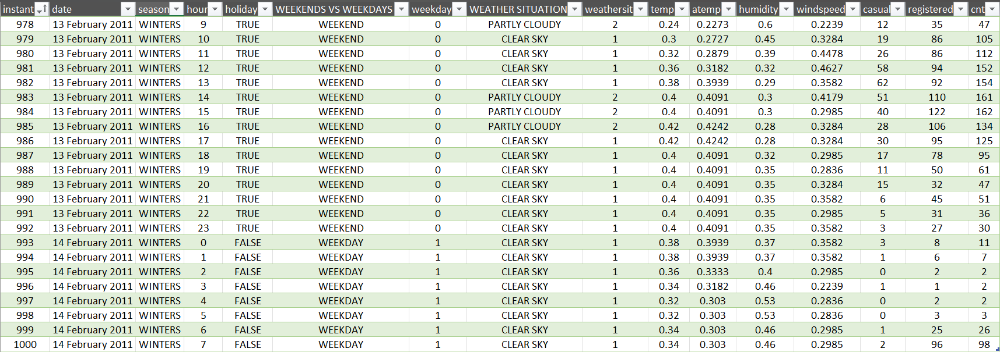 instant date season hour holiday WEEKENDS VS WEEKDAYS weekday WEATHER SITUATION weathersit temp atemp humidity windspeed casual registered cnt
978 13 February 2011 WINTERS 9 TRUE WEEKEND 0 PARTLY CLOUDY 2 0.24 0.2273 0.6 0.2239 12 35 47
979 13 February 2011 WINTERS 10 TRUE WEEKEND 0 CLEAR SKY 1 0.3 0.2727 0.45 0.3284 19 86 105
980 13 February 2011 WINTERS 11 TRUE WEEKEND 0 CLEAR SKY 1 0.32 0.2879 0.39 0.4478 26 86 112
981 13 February 2011 WINTERS 12 TRUE WEEKEND 0 CLEAR SKY 1 0.36 0.3182 0.32 0.4627 58 94 152
982 13 February 2011 WINTERS 13 TRUE WEEKEND 0 CLEAR SKY 1 0.38 0.3939 0.29 0.3582 62 92 154
983 13 February 2011 WINTERS 14 TRUE WEEKEND 0 PARTLY CLOUDY 2 0.4 0.4091 0.3 0.4179 51 110 161
984 13 February 2011 WINTERS 15 TRUE WEEKEND 0 PARTLY CLOUDY 2 0.4 0.4091 0.3 0.2985 40 122 162
985 13 February 2011 WINTERS 16 TRUE WEEKEND 0 PARTLY CLOUDY 2 0.42 0.4242 0.28 0.3284 28 106 134
986 13 February 2011 WINTERS 17 TRUE WEEKEND 0 CLEAR SKY 1 0.42 0.4242 0.28 0.3284 30 95 125
987 13 February 2011 WINTERS 18 TRUE WEEKEND 0 CLEAR SKY 1 0.4 0.4091 0.32 0.2985 17 78 95
988 13 February 2011 WINTERS 19 TRUE WEEKEND 0 CLEAR SKY 1 0.4 0.4091 0.35 0.2836 11 50 61
989 13 February 2011 WINTERS 20 TRUE WEEKEND 0 CLEAR SKY 1 0.4 0.4091 0.35 0.3284 15 32 47
990 13 February 2011 WINTERS 21 TRUE WEEKEND 0 CLEAR SKY 1 0.4 0.4091 0.35 0.3582 6 45 51
991 13 February 2011 WINTERS 22 TRUE WEEKEND 0 CLEAR SKY 1 0.4 0.4091 0.35 0.2985 5 31 36
992 13 February 2011 WINTERS 23 TRUE WEEKEND 0 CLEAR SKY 1 0.4 0.4091 0.35 0.3582 3 27 30
993 14 February 2011 WINTERS 0 FALSE WEEKDAY 1 CLEAR SKY 1 0.38 0.3939 0.37 0.3582 3 8 11
994 14 February 2011 WINTERS 1 FALSE WEEKDAY 1 CLEAR SKY 1 0.38 0.3939 0.37 0.3582 1 6 7
995 14 February 2011 WINTERS 2 FALSE WEEKDAY 1 CLEAR SKY 1 0.36 0.3333 0.4 0.2985 0 2 2
996 14 February 2011 WINTERS 3 FALSE WEEKDAY 1 CLEAR SKY 1 0.34 0.3182 0.46 0.2239 1 1 2
997 14 February 2011 WINTERS 4 FALSE WEEKDAY 1 CLEAR SKY 1 0.32 0.303 0.53 0.2836 0 2 2
998 14 February 2011 WINTERS 5 FALSE WEEKDAY 1 CLEAR SKY 1 0.32 0.303 0.53 0.2836 0 3 3
999 14 February 2011 WINTERS 6 FALSE WEEKDAY 1 CLEAR SKY 1 0.34 0.303 0.46 0.2985 1 25 26
1000 14 February 2011 WINTERS 7 FALSE WEEKDAY 1 CLEAR SKY 1 0.34 0.303 0.46 0.2985 2 96 98